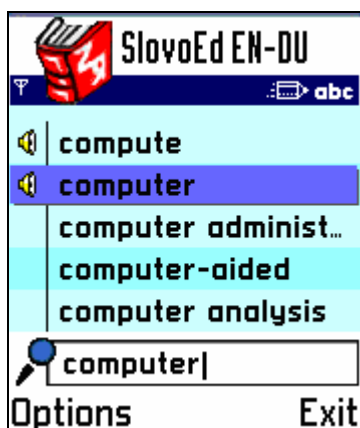 SlovoEd EN-DU
abc
compute
computer
computer administ…
computer-aided
computer analysis
computer
Options Exit